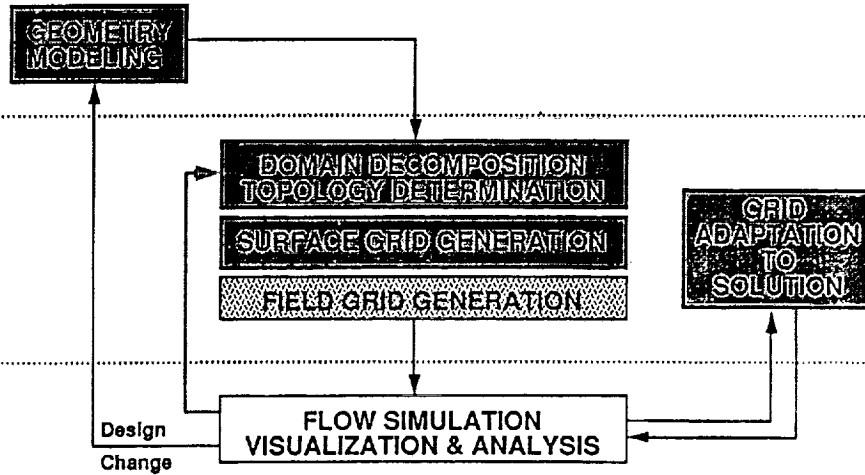 GEOMETRY
MODELING
DOMAIN DECOMPOSITION
TOPOLOGY DETERMINATION
SURFACE GRID GENERATION
FIELD GRID GENERATION
GRID
ADAPTATION
TO
SOLUTION
FLOW SIMULATION
VISUALIZATION & ANALYSIS
Design
Change